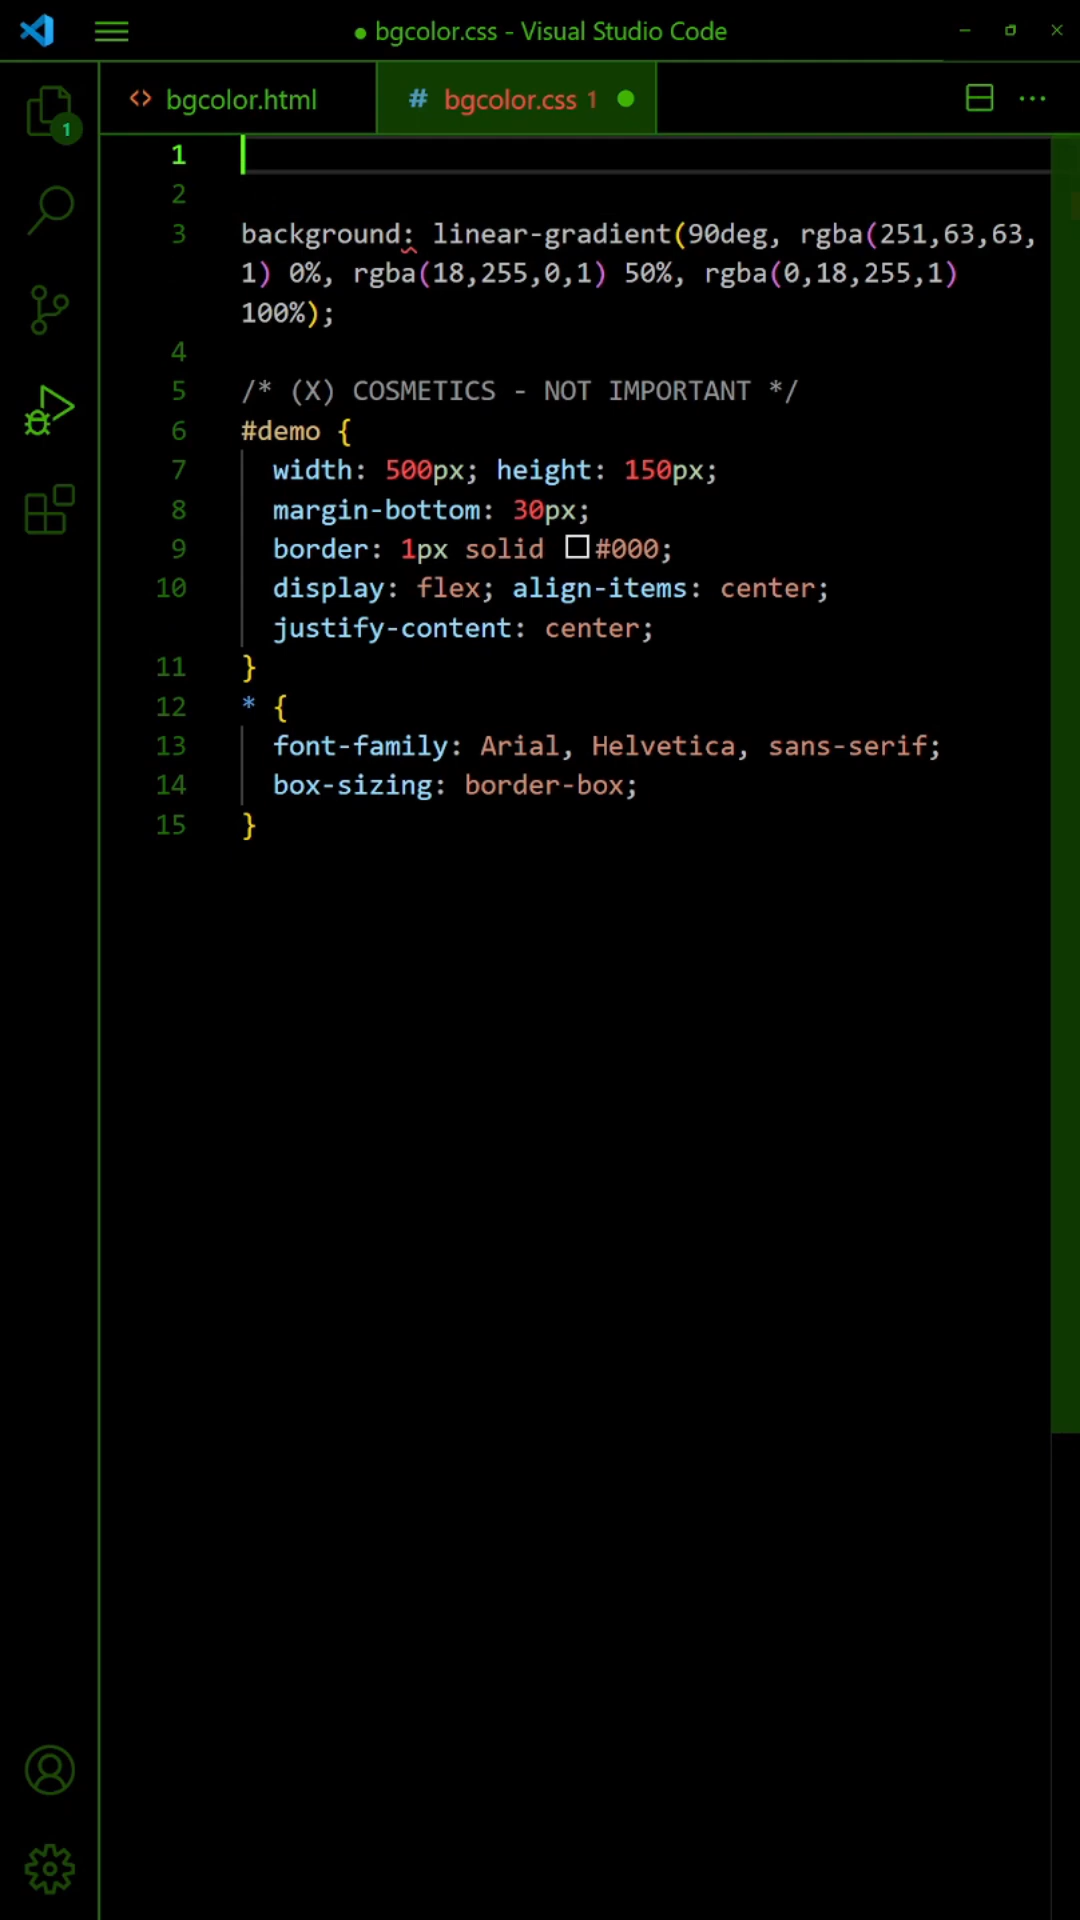 ● bgcolor.css - Visual Studio Code
<> bgcolor.html
# bgcolor.css 1 ●
1
1
2
3 background: linear-gradient(90deg, rgba(251,63,63,
1) 0%, rgba(18,255,0,1) 50%, rgba(0,18,255,1)
100%);
4
5 /* (X) COSMETICS - NOT IMPORTANT */
6 #demo {
7   width: 500px; height: 150px;
8   margin-bottom: 30px;
9   border: 1px solid #000;
10   display: flex; align-items: center;
  justify-content: center;
11 }
12 * {
13   font-family: Arial, Helvetica, sans-serif;
14   box-sizing: border-box;
15 }